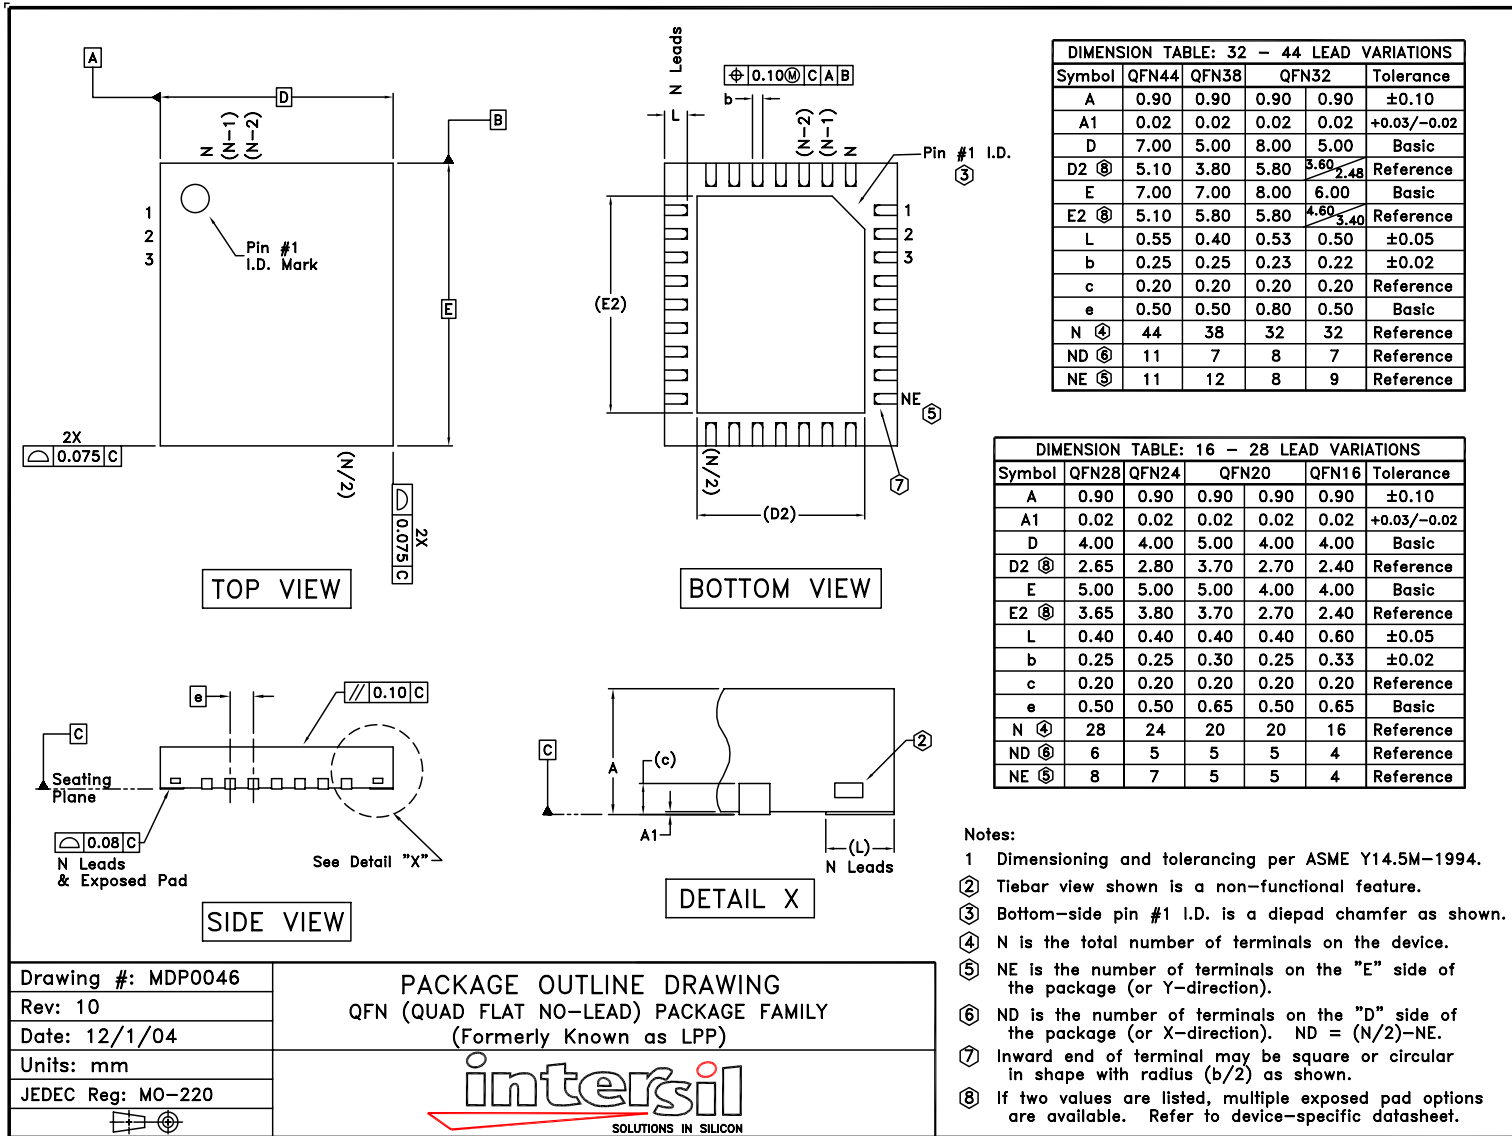 A
D
B
N
(N-1)
(N-2)
1
2
3
Pin #1
I.D. Mark
E
2X
0.075 C
(N/2)
0.075 C
2X
TOP VIEW
N Leads
L
0.10Ⓜ C A B
b
(N-2)
(N-1)
N
Pin #1 I.D.
3
1
2
3
(E2)
NE
5
7
(N/2)
(D2)
BOTTOM VIEW
e
// 0.10 C
C
Seating
Plane
0.08 C
N Leads
& Exposed Pad
See Detail "X"
SIDE VIEW
C
A
(c)
A1
2
(L)
N Leads
DETAIL X
DIMENSION TABLE: 32 - 44 LEAD VARIATIONS
Symbol QFN44 QFN38 QFN32 Tolerance
A 0.90 0.90 0.90 0.90 ±0.10
A1 0.02 0.02 0.02 0.02 +0.03/-0.02
D 7.00 5.00 8.00 5.00 Basic
D2 8 5.10 3.80 5.80 3.60/2.48 Reference
E 7.00 7.00 8.00 6.00 Basic
E2 8 5.10 5.80 5.80 4.60/3.40 Reference
L 0.55 0.40 0.53 0.50 ±0.05
b 0.25 0.25 0.23 0.22 ±0.02
c 0.20 0.20 0.20 0.20 Reference
e 0.50 0.50 0.80 0.50 Basic
N 4 44 38 32 32 Reference
ND 6 11 7 8 7 Reference
NE 5 11 12 8 9 Reference
DIMENSION TABLE: 16 - 28 LEAD VARIATIONS
Symbol QFN28 QFN24 QFN20 QFN16 Tolerance
A 0.90 0.90 0.90 0.90 0.90 ±0.10
A1 0.02 0.02 0.02 0.02 0.02 +0.03/-0.02
D 4.00 4.00 5.00 4.00 4.00 Basic
D2 8 2.65 2.80 3.70 2.70 2.40 Reference
E 5.00 5.00 5.00 4.00 4.00 Basic
E2 8 3.65 3.80 3.70 2.70 2.40 Reference
L 0.40 0.40 0.40 0.40 0.60 ±0.05
b 0.25 0.25 0.30 0.25 0.33 ±0.02
c 0.20 0.20 0.20 0.20 0.20 Reference
e 0.50 0.50 0.65 0.50 0.65 Basic
N 4 28 24 20 20 16 Reference
ND 6 6 5 5 5 4 Reference
NE 5 8 7 5 5 4 Reference
Notes:
1 Dimensioning and tolerancing per ASME Y14.5M-1994.
2 Tiebar view shown is a non-functional feature.
3 Bottom-side pin #1 I.D. is a diepad chamfer as shown.
4 N is the total number of terminals on the device.
5 NE is the number of terminals on the "E" side of
the package (or Y-direction).
6 ND is the number of terminals on the "D" side of
the package (or X-direction). ND = (N/2)-NE.
7 Inward end of terminal may be square or circular
in shape with radius (b/2) as shown.
8 If two values are listed, multiple exposed pad options
are available. Refer to device-specific datasheet.
Drawing #: MDP0046
Rev: 10
Date: 12/1/04
Units: mm
JEDEC Reg: MO-220
PACKAGE OUTLINE DRAWING
QFN (QUAD FLAT NO-LEAD) PACKAGE FAMILY
(Formerly Known as LPP)
intersil
SOLUTIONS IN SILICON